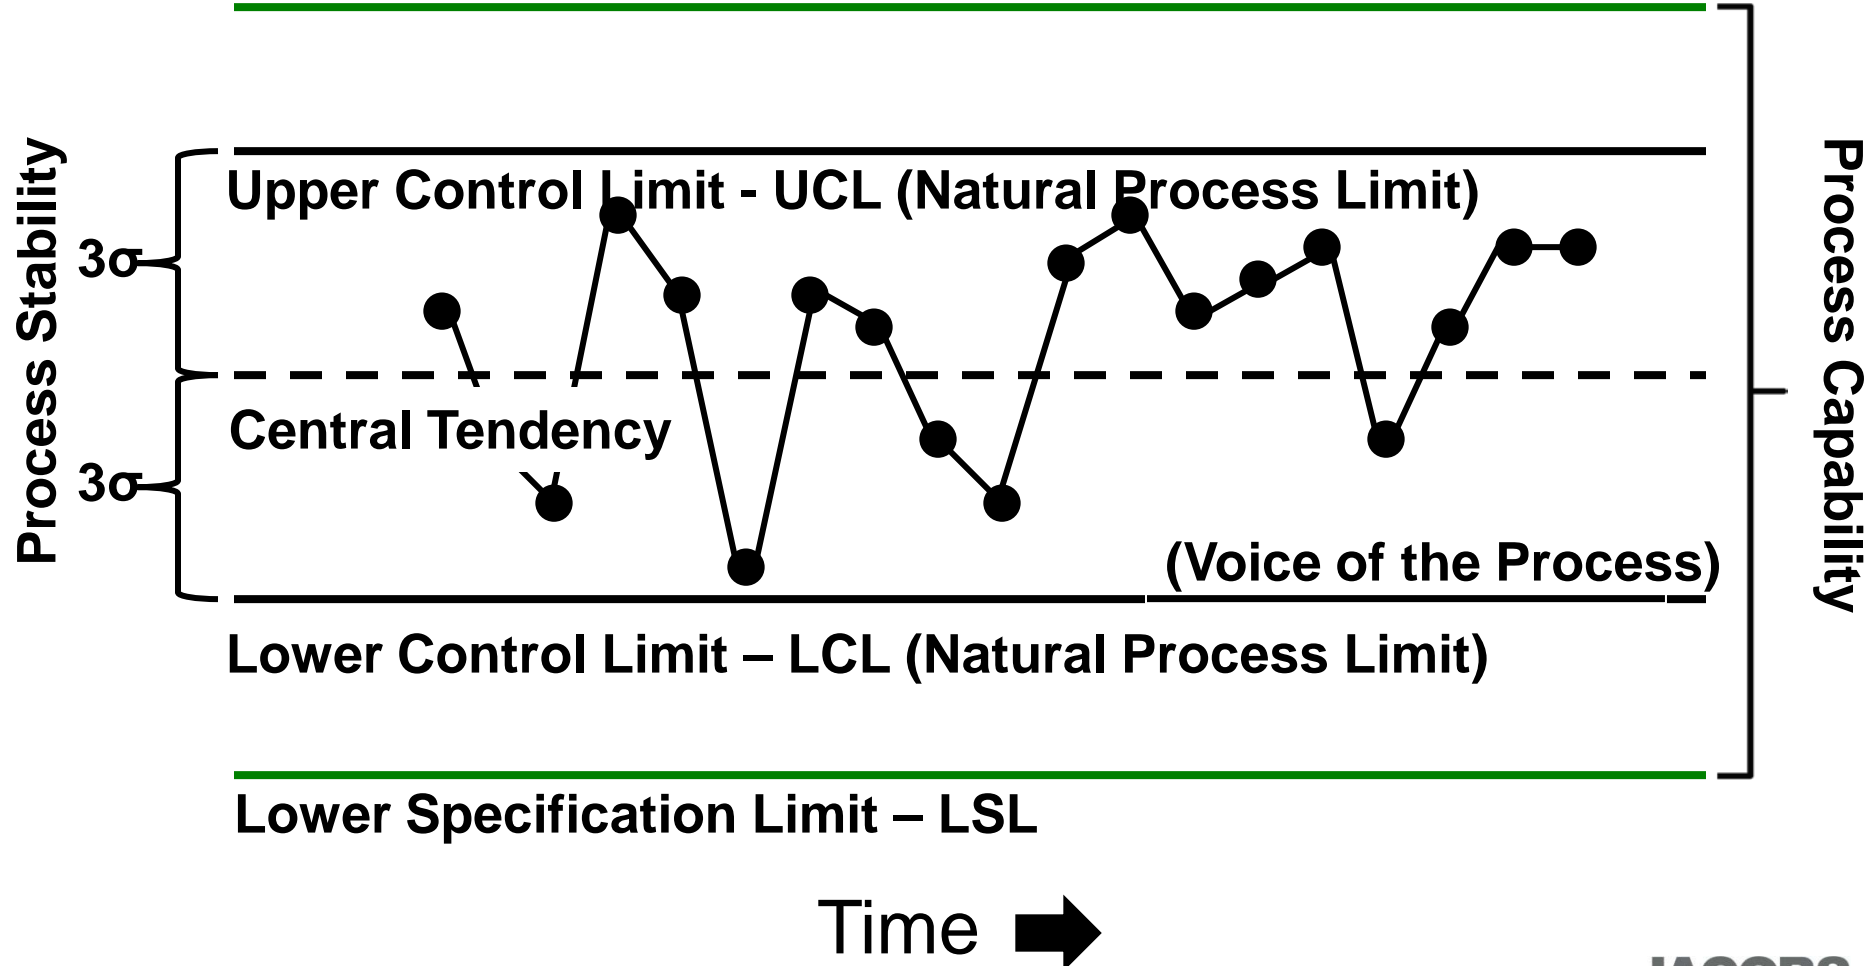 Process Stability
3σ
3σ
Upper Control Limit - UCL (Natural Process Limit)
Central Tendency
(Voice of the Process)
Lower Control Limit – LCL (Natural Process Limit)
Lower Specification Limit – LSL
Process Capability
Time
JACOBS